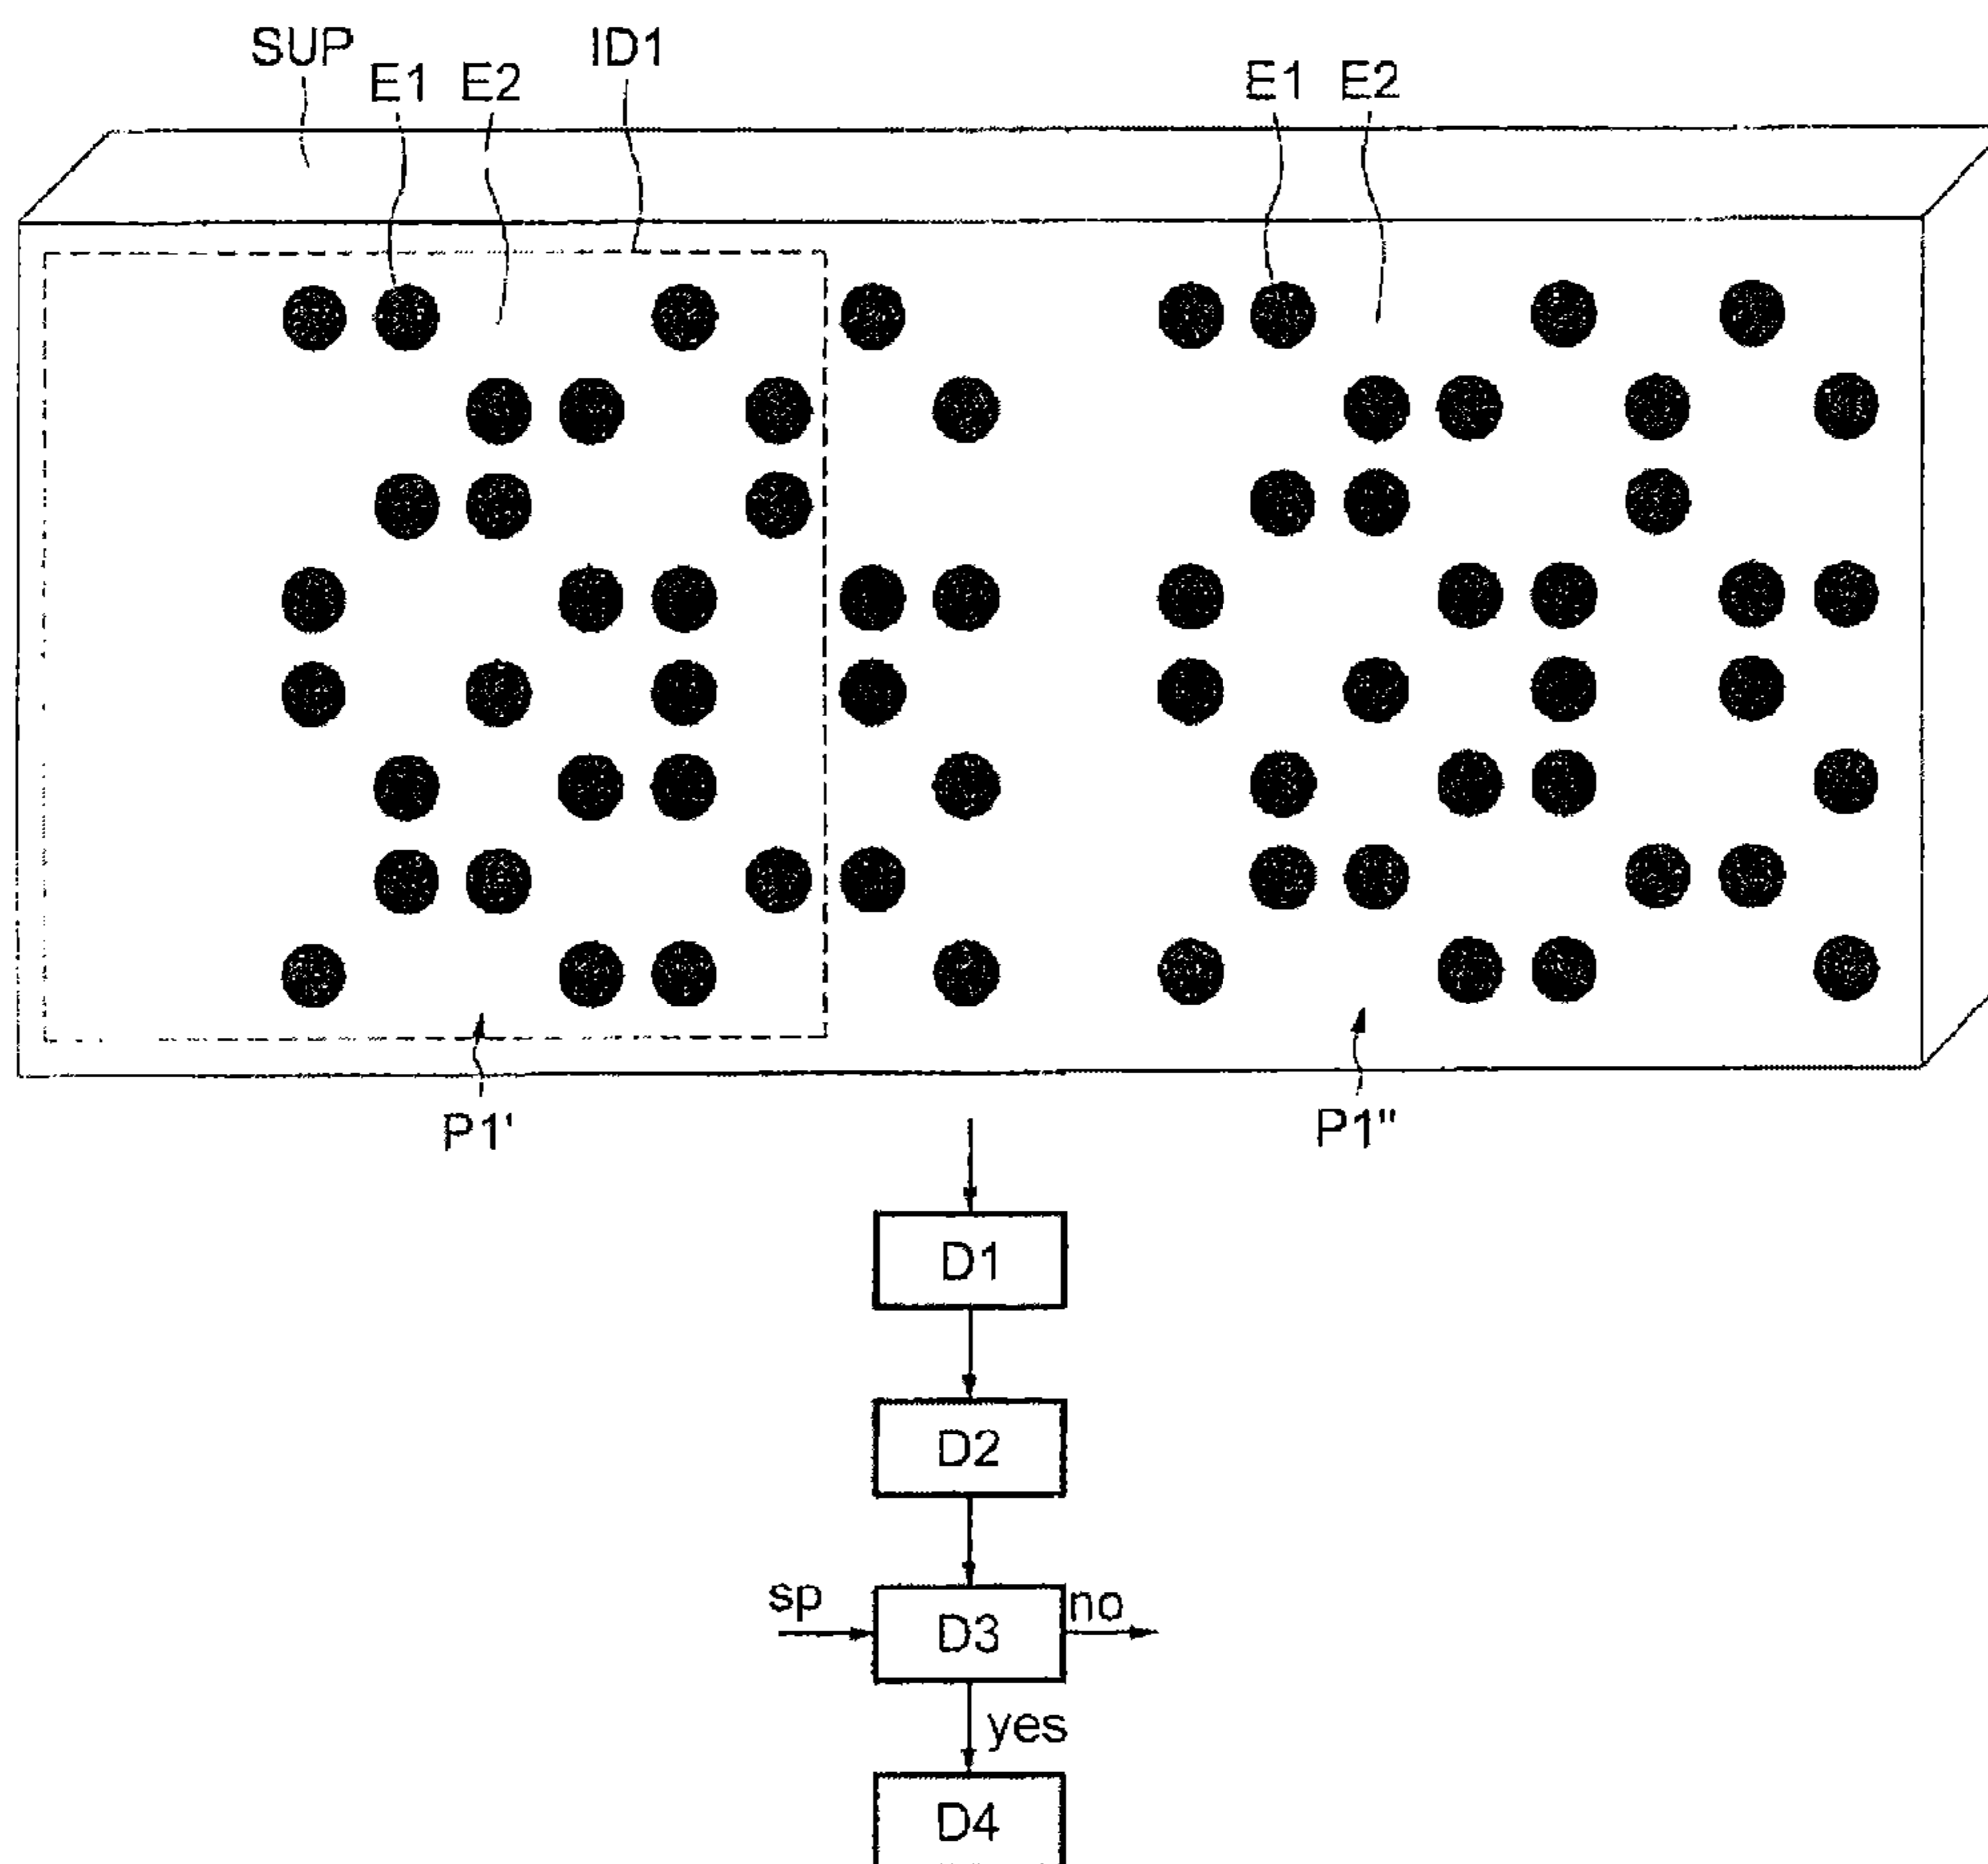 SUP
E1 E2
ID1
E1 E2
P1'
P1"
D1
D2
sp
D3
no
yes
D4